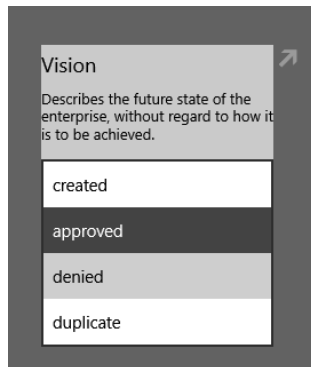 Vision
Describes the future state of the
enterprise, without regard to how it
is to be achieved.
created
approved
denied
duplicate